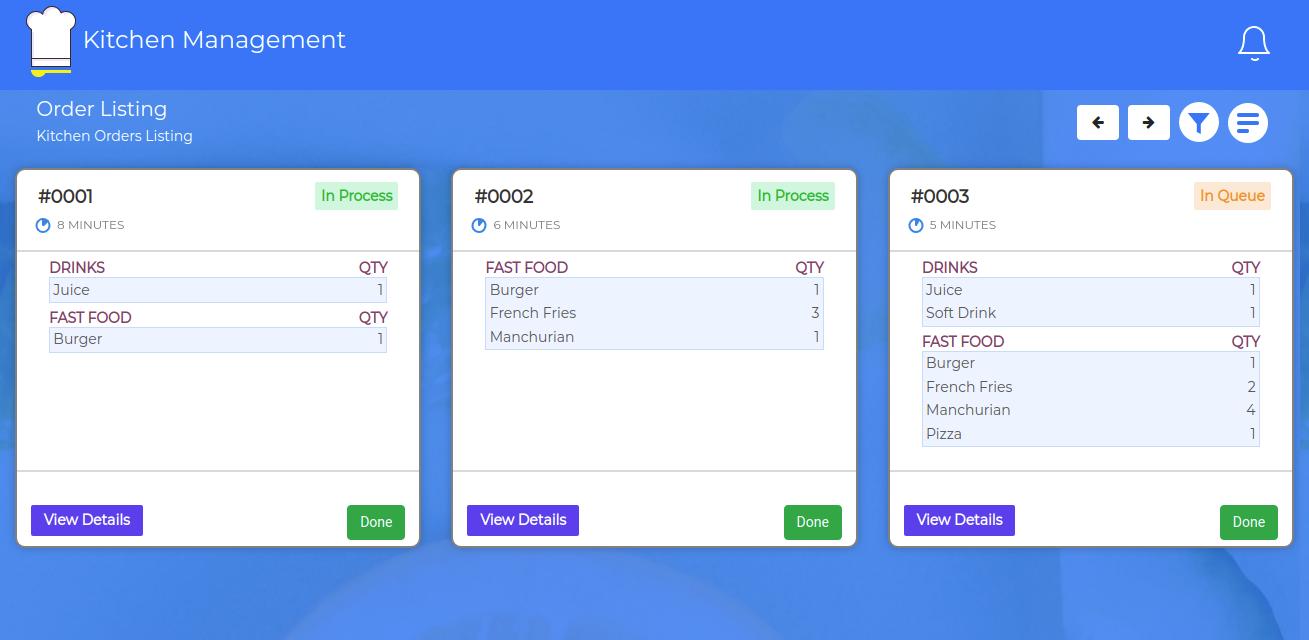 Kitchen Management
Order Listing
Kitchen Orders Listing
#0001 In Process
8 MINUTES
DRINKS QTY
Juice 1
FAST FOOD QTY
Burger 1
View Details Done
#0002 In Process
6 MINUTES
FAST FOOD QTY
Burger 1
French Fries 3
Manchurian 1
View Details Done
#0003 In Queue
5 MINUTES
DRINKS QTY
Juice 1
Soft Drink 1
FAST FOOD QTY
Burger 1
French Fries 2
Manchurian 4
Pizza 1
View Details Done